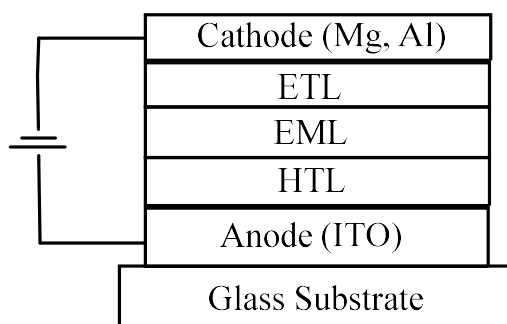 Cathode (Mg, Al)
ETL
EML
HTL
Anode (ITO)
Glass Substrate